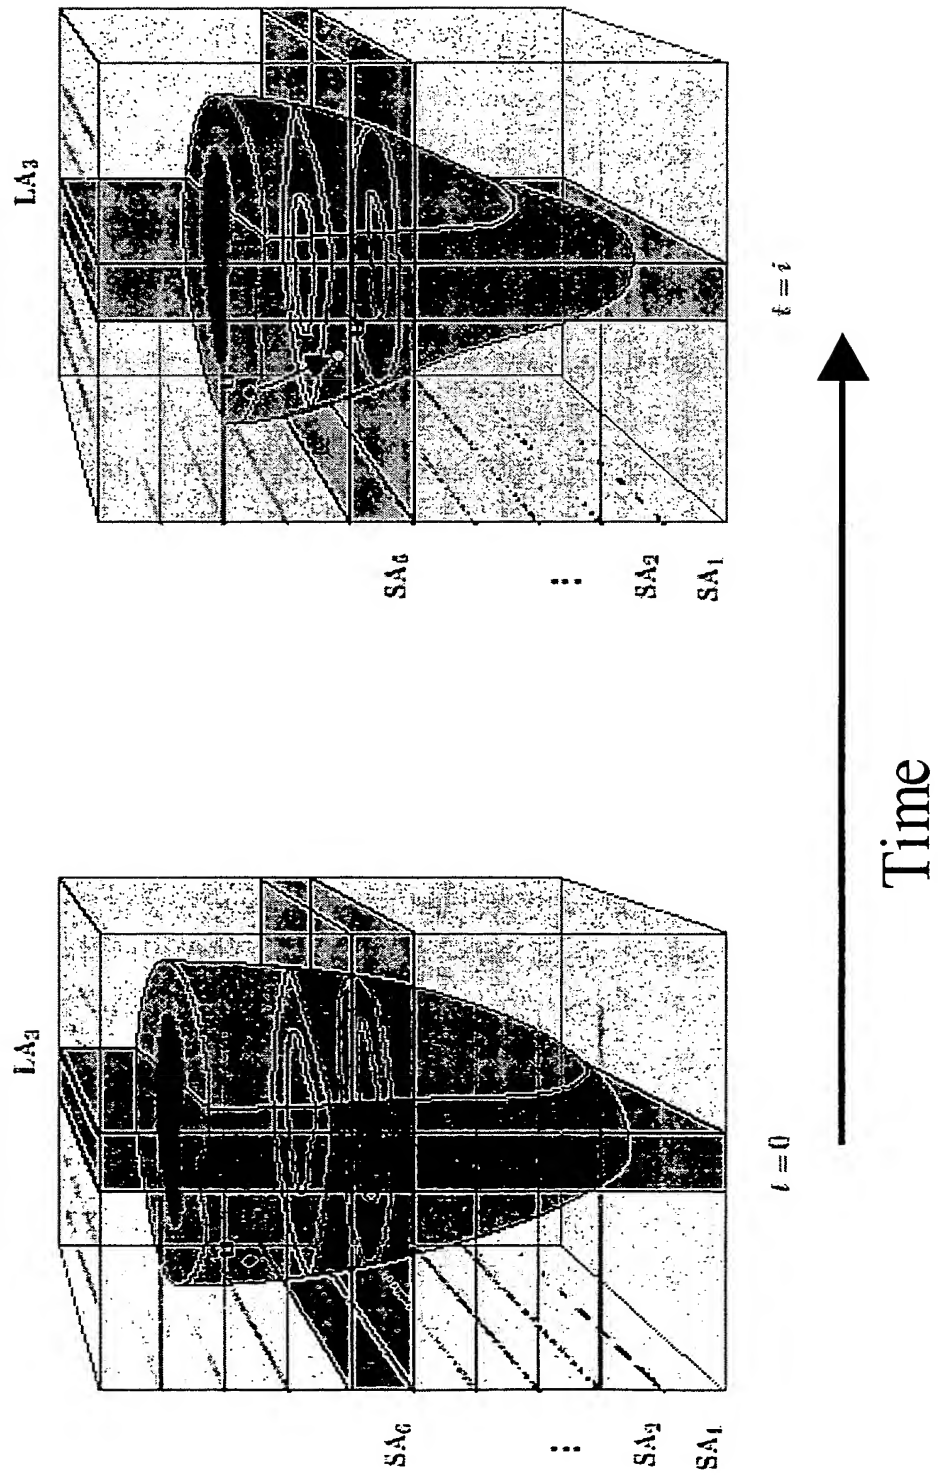 LA₃
SA₆
⋮
SA₂
SA₁
t = 0
LA₃
SA₆
⋮
SA₂
SA₁
t = i
Time